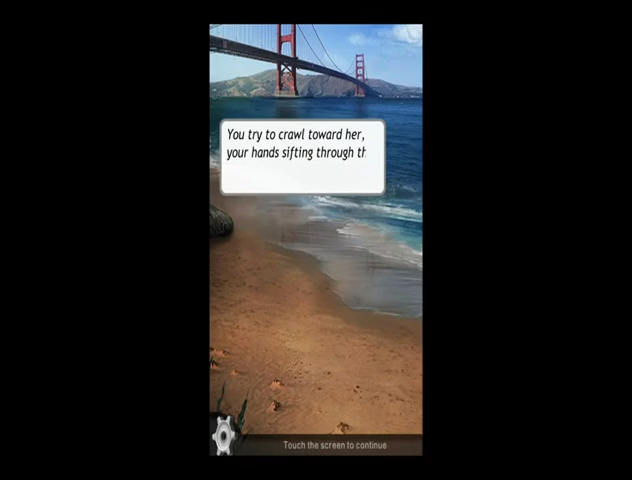 You try to crawl toward her,
your hands sifting through th
Touch the screen to continue